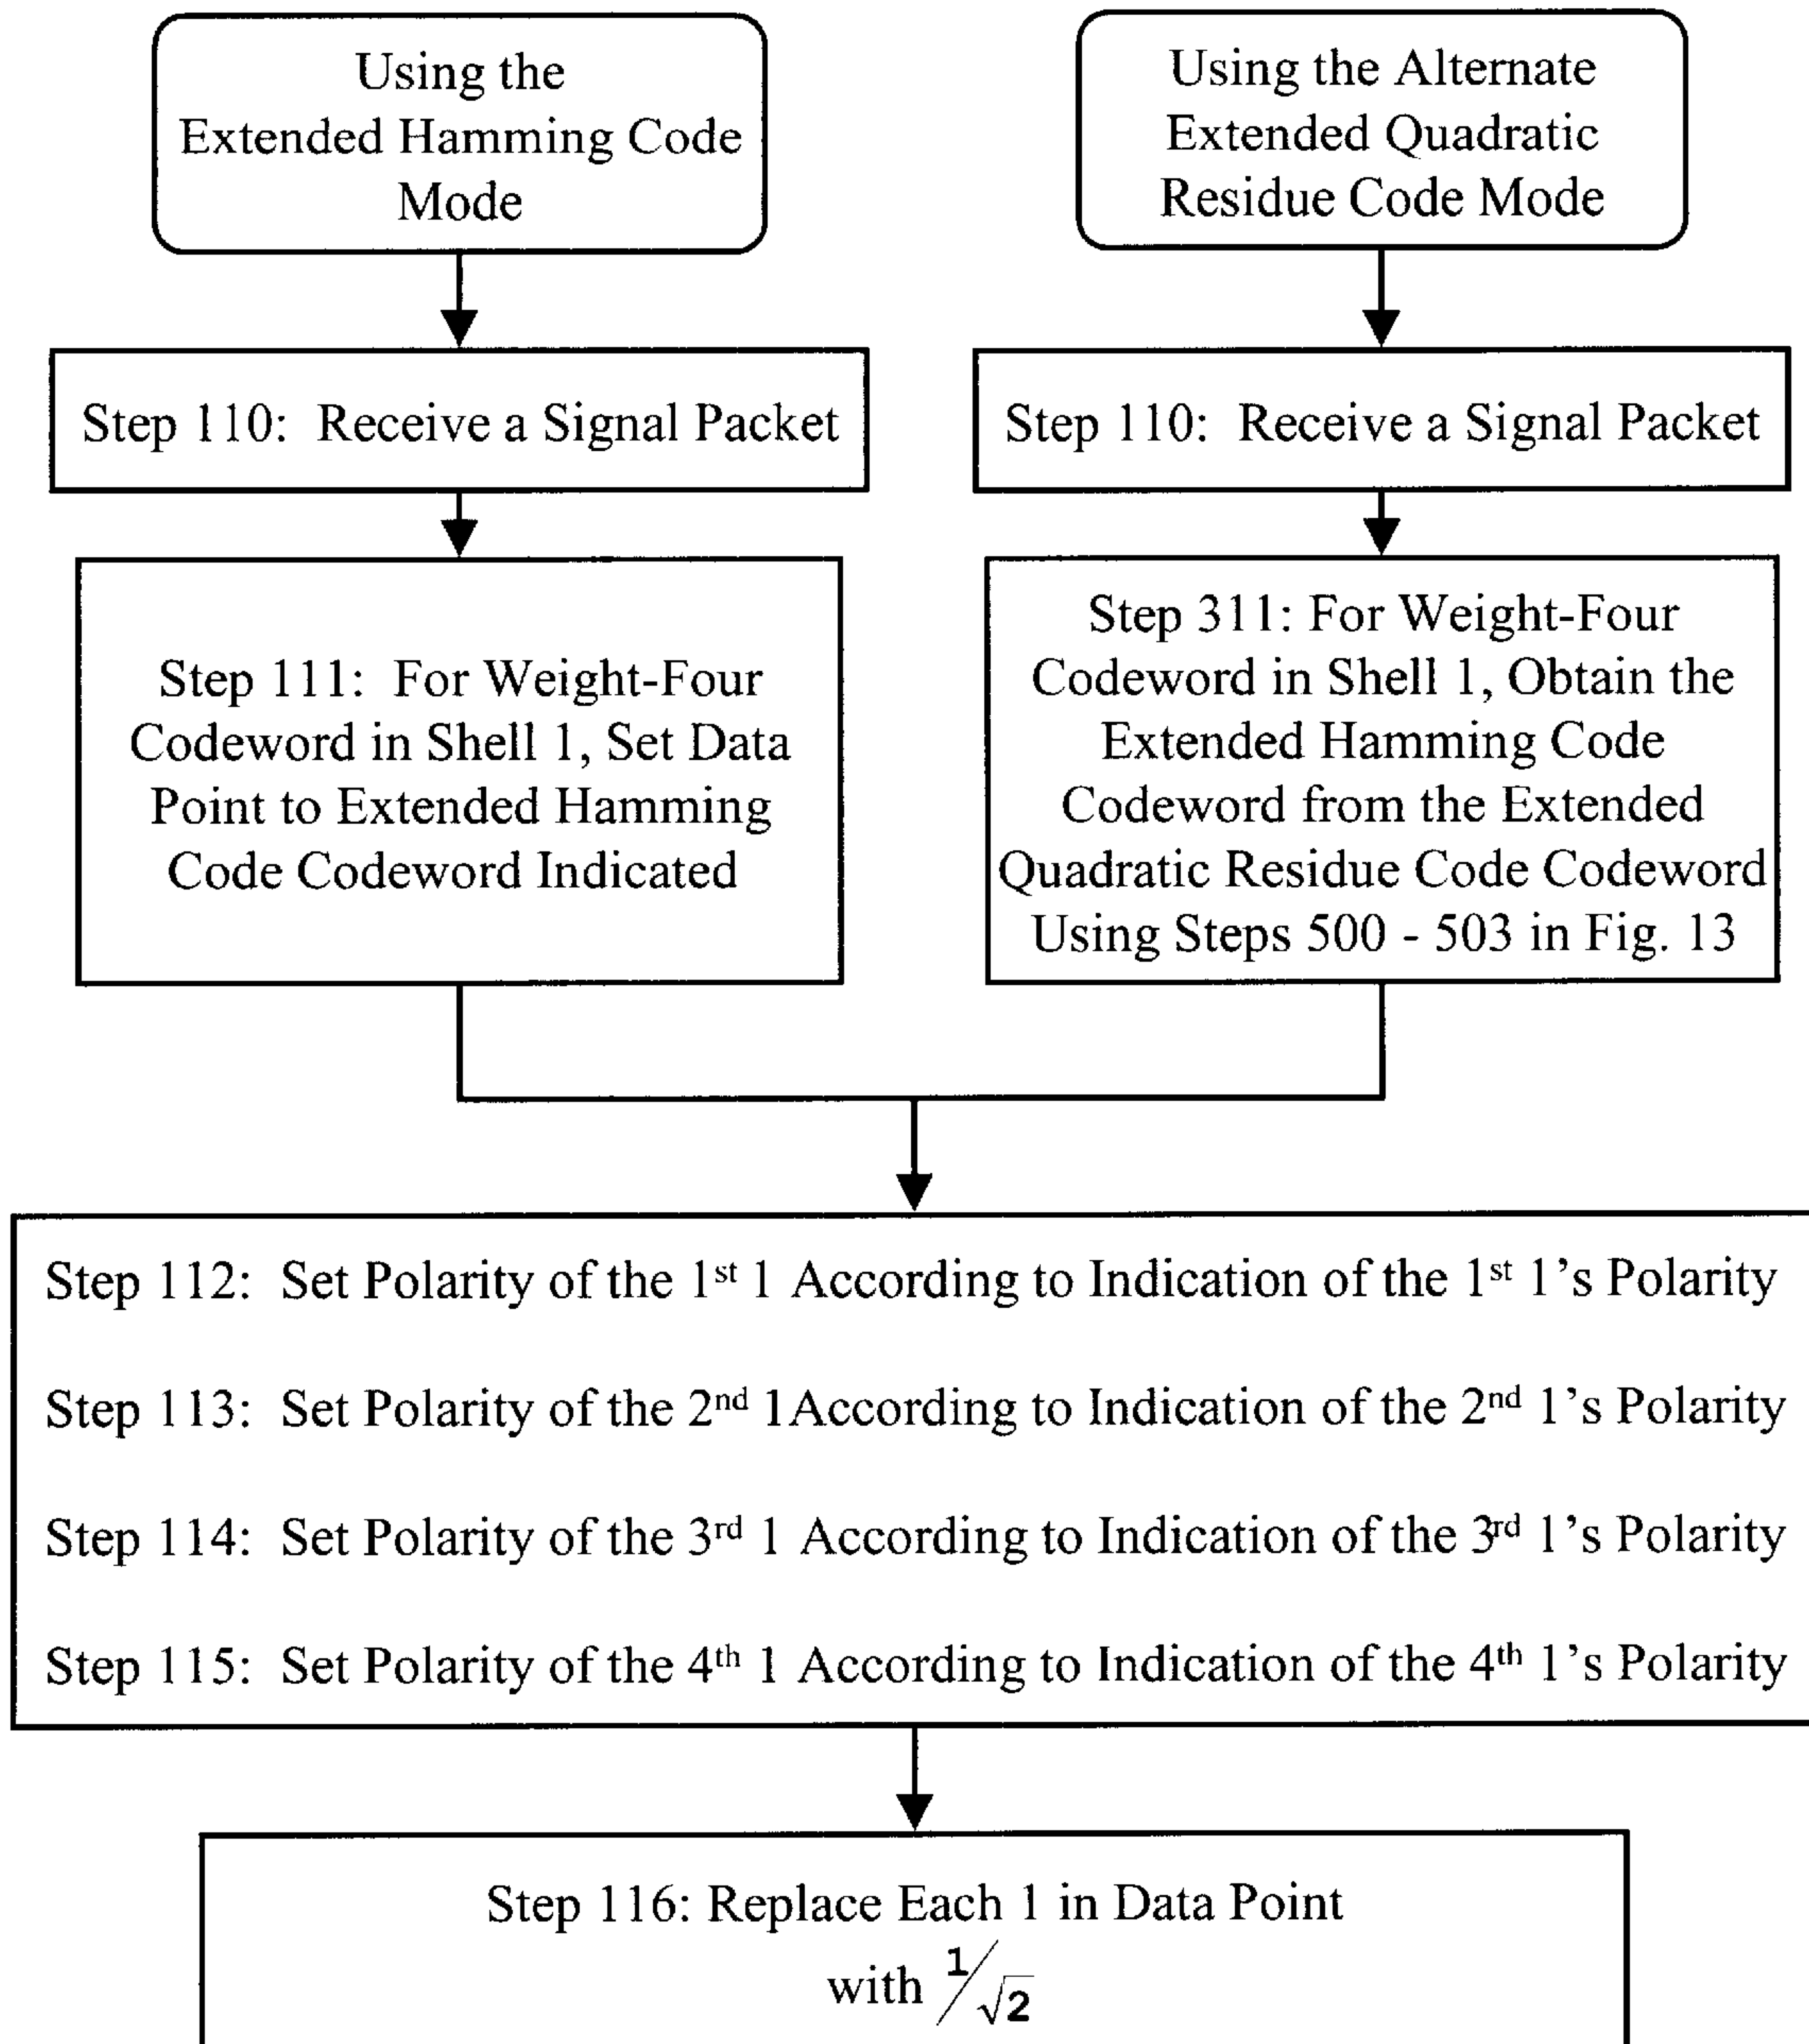 Using the
Extended Hamming Code
Mode
Using the Alternate
Extended Quadratic
Residue Code Mode
Step 110: Receive a Signal Packet
Step 110: Receive a Signal Packet
Step 111: For Weight-Four
Codeword in Shell 1, Set Data
Point to Extended Hamming
Code Codeword Indicated
Step 311: For Weight-Four
Codeword in Shell 1, Obtain the
Extended Hamming Code
Codeword from the Extended
Quadratic Residue Code Codeword
Using Steps 500 - 503 in Fig. 13
Step 112: Set Polarity of the 1st 1 According to Indication of the 1st 1's Polarity
Step 113: Set Polarity of the 2nd 1According to Indication of the 2nd 1's Polarity
Step 114: Set Polarity of the 3rd 1 According to Indication of the 3rd 1's Polarity
Step 115: Set Polarity of the 4th 1 According to Indication of the 4th 1's Polarity
Step 116: Replace Each 1 in Data Point
with 1/√2